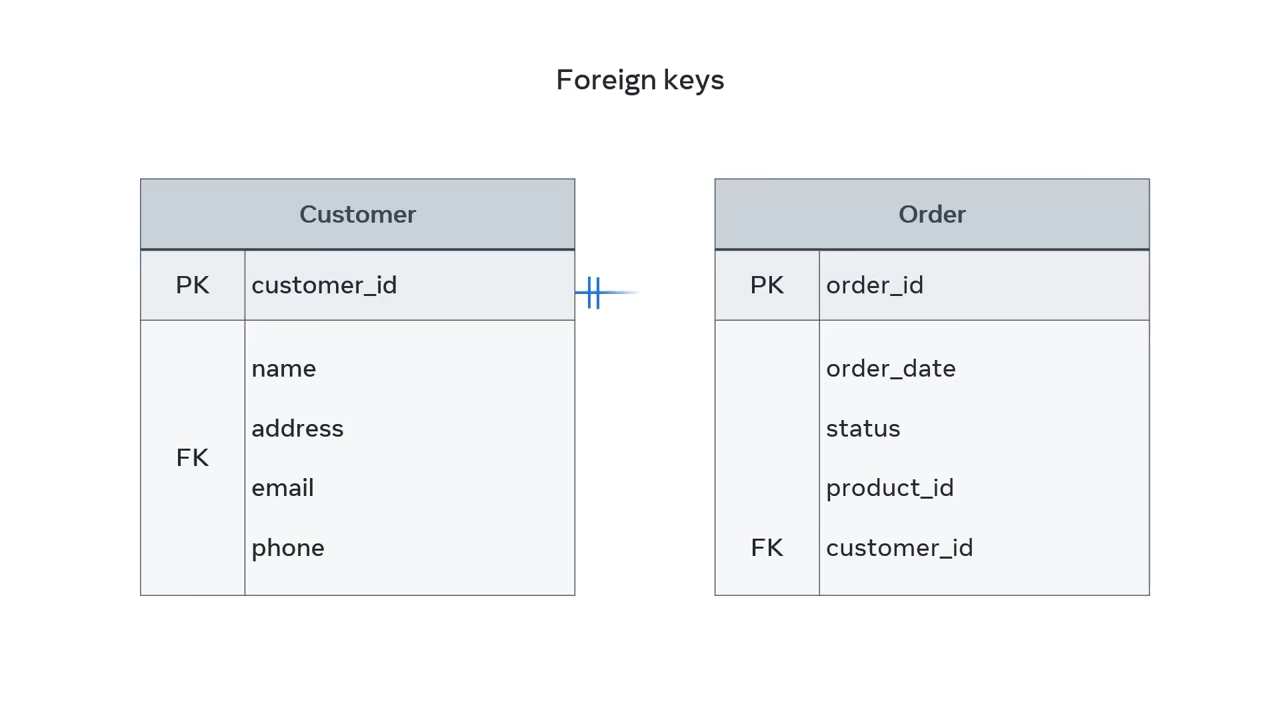 Foreign keys
Customer
PK customer_id
name
address
FK
email
phone
Order
PK order_id
order_date
status
product_id
FK customer_id